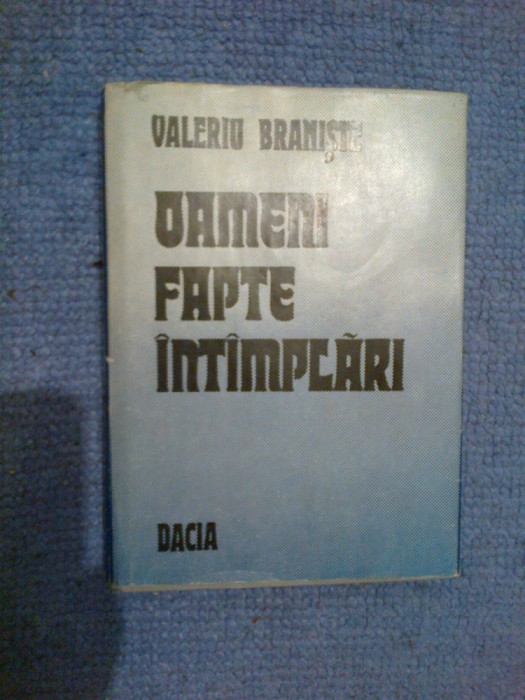 VALERIU BRANIȘTE
OAMENI
FAPTE
ÎNTÎMPLĂRI
DACIA